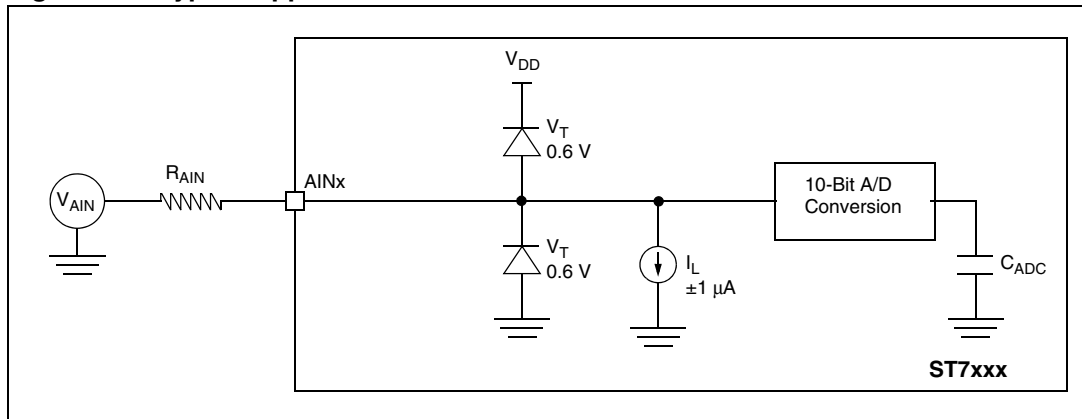 V_DD
V_T
0.6 V
R_AIN
AINx
V_AIN
10-Bit A/D
Conversion
V_T
0.6 V
I_L
±1 μA
C_ADC
ST7xxx